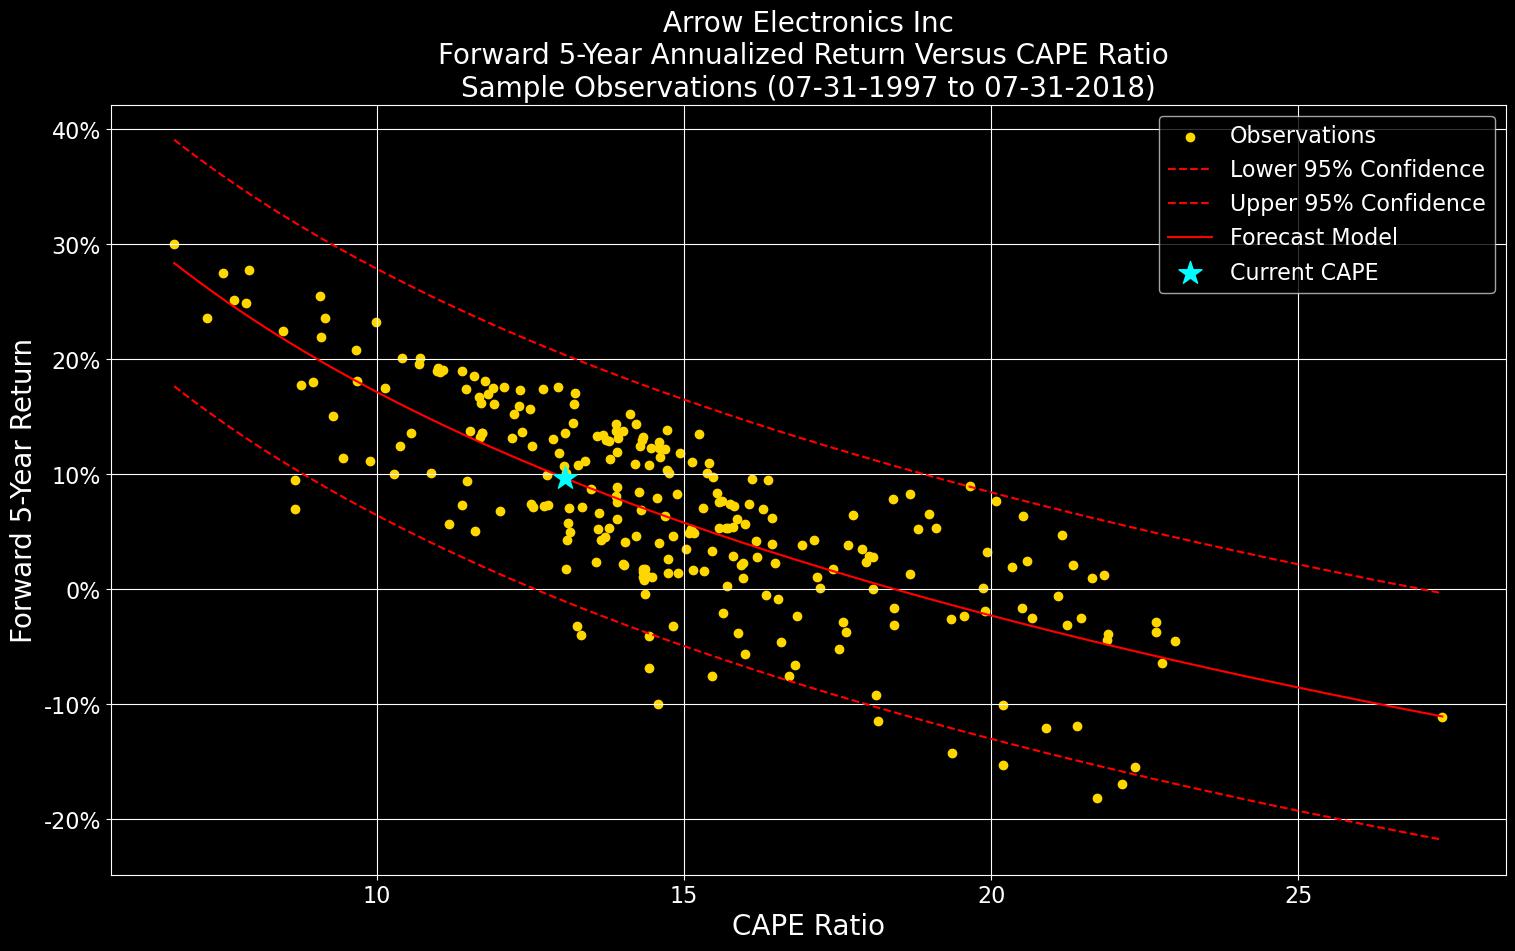 Arrow Electronics Inc
Forward 5-Year Annualized Return Versus CAPE Ratio
Sample Observations (07-31-1997 to 07-31-2018)
Observations
Lower 95% Confidence
Upper 95% Confidence
Forecast Model
Current CAPE
Forward 5-Year Return
40%
30%
20%
10%
0%
-10%
-20%
10 15 20 25
CAPE Ratio